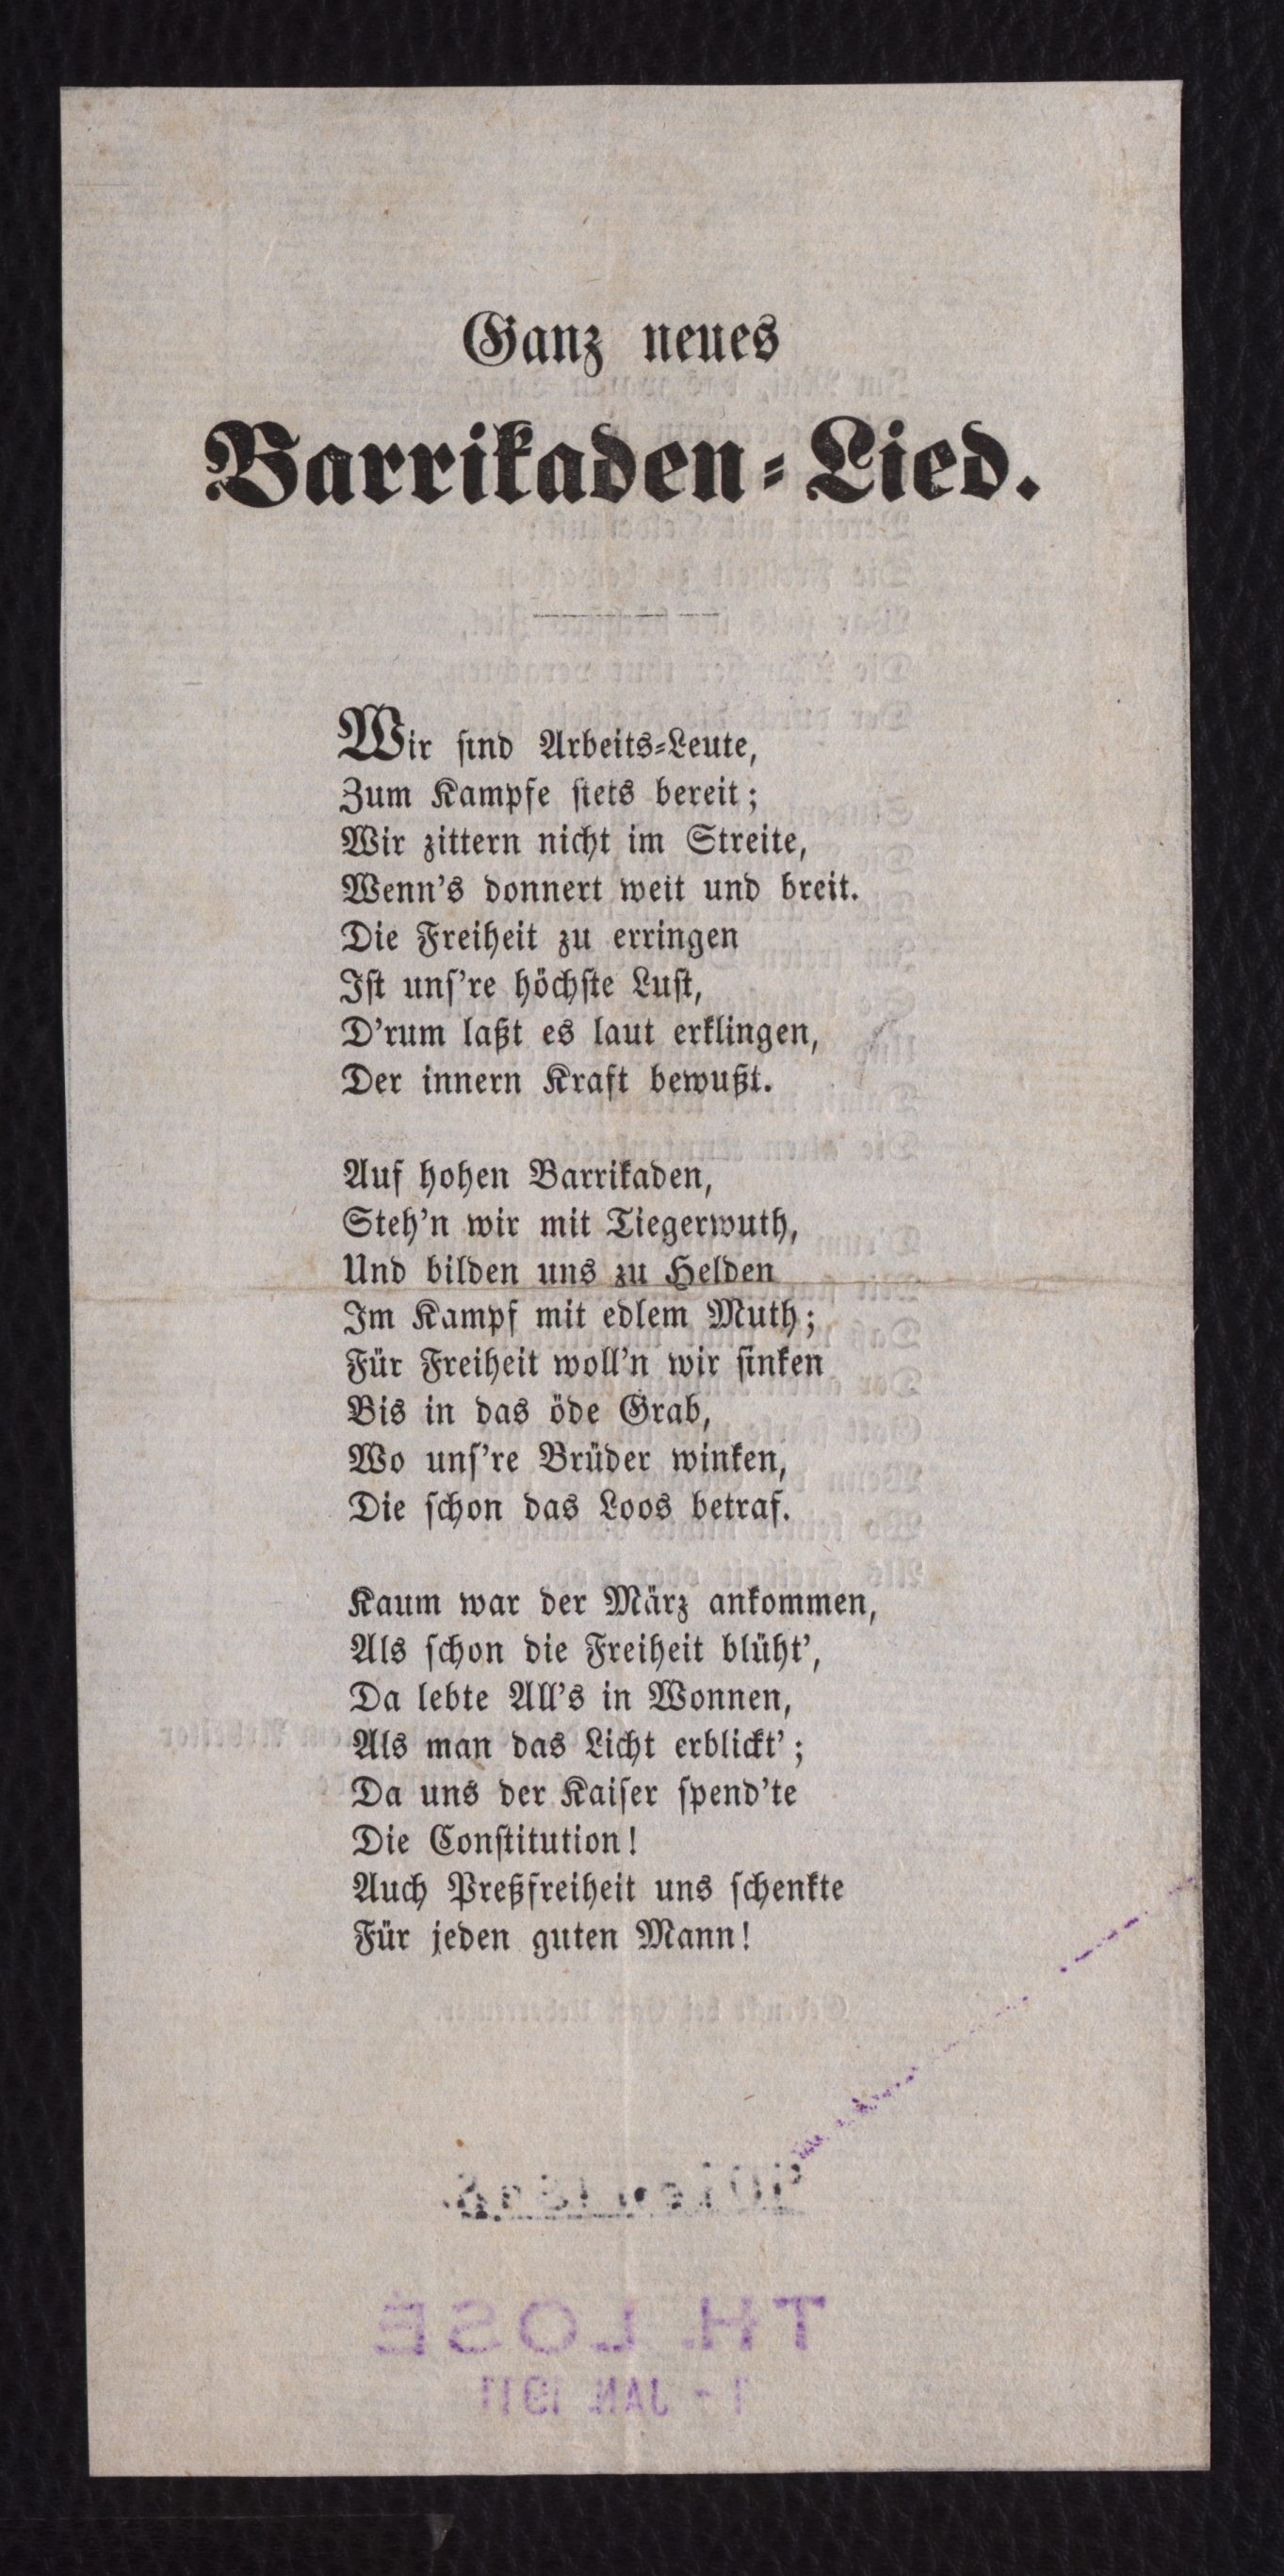 Ganz neues
Barrikaden-Lied.
Wir sind Arbeits-Leute,
Zum Kampfe stets bereit;
Wir zittern nicht im Streite,
Wenn's donnert weit und breit.
Die Freiheit zu erringen
Ist uns're höchste Lust,
D'rum laßt es laut erklingen,
Der innern Kraft bewußt.
Auf hohen Barrikaden,
Steh'n wir mit Tiegerwuth,
Und bilden uns zu Helden
Im Kampf mit edlem Muth;
Für Freiheit woll'n wir sinken
Bis in das öde Grab,
Wo uns're Brüder winken,
Die schon das Loos betraf.
Kaum war der März ankommen,
Als schon die Freiheit blüht',
Da lebte All's in Wonnen,
Als man das Licht erblickt';
Da uns der Kaiser spend'te
Die Constitution!
Auch Preßfreiheit uns schenkte
Für jeden guten Mann!
TH. LOSE
1 - JAN. 1911